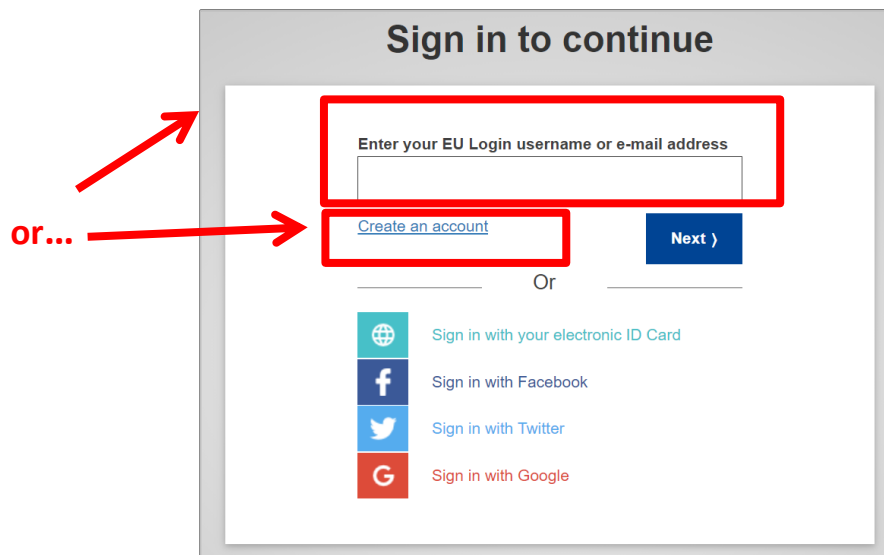 Sign in to continue
Enter your EU Login username or e-mail address
or...
Create an account
Next ⟩
Or
Sign in with your electronic ID Card
Sign in with Facebook
Sign in with Twitter
Sign in with Google